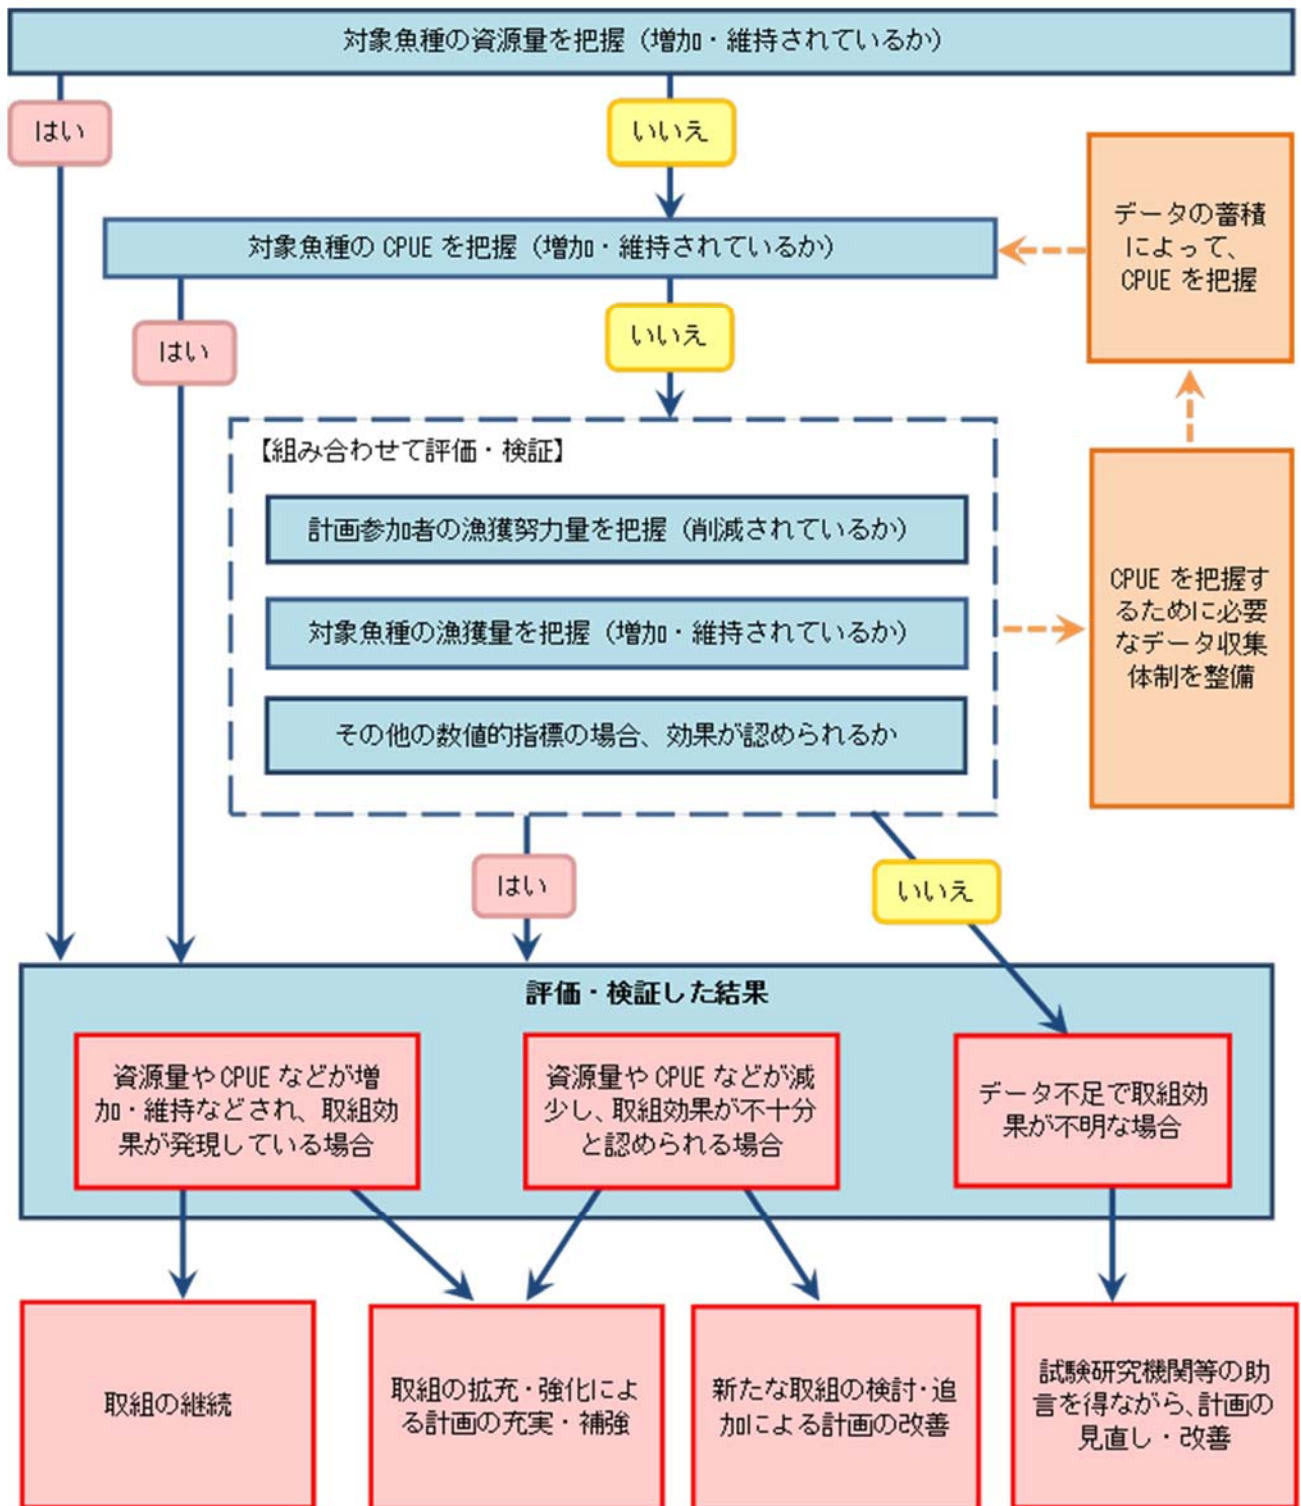 対象魚種の資源量を把握（増加・維持されているか）
はい
いいえ
対象魚種の CPUE を把握（増加・維持されているか）
データの蓄積
によって、
CPUE を把握
はい
いいえ
【組み合わせて評価・検証】
計画参加者の漁獲努力量を把握（削減されているか）
対象魚種の漁獲量を把握（増加・維持されているか）
その他の数値的指標の場合、効果が認められるか
CPUE を把握す
るために必要
なデータ収集
体制を整備
はい
いいえ
評価・検証した結果
資源量や CPUE などが増
加・維持などされ、取組効
果が発現している場合
資源量や CPUE などが減
少し、取組効果が不十分
と認められる場合
データ不足で取組効
果が不明な場合
取組の継続
取組の拡充・強化によ
る計画の充実・補強
新たな取組の検討・追
加による計画の改善
試験研究機関等の助
言を得ながら、計画の
見直し・改善